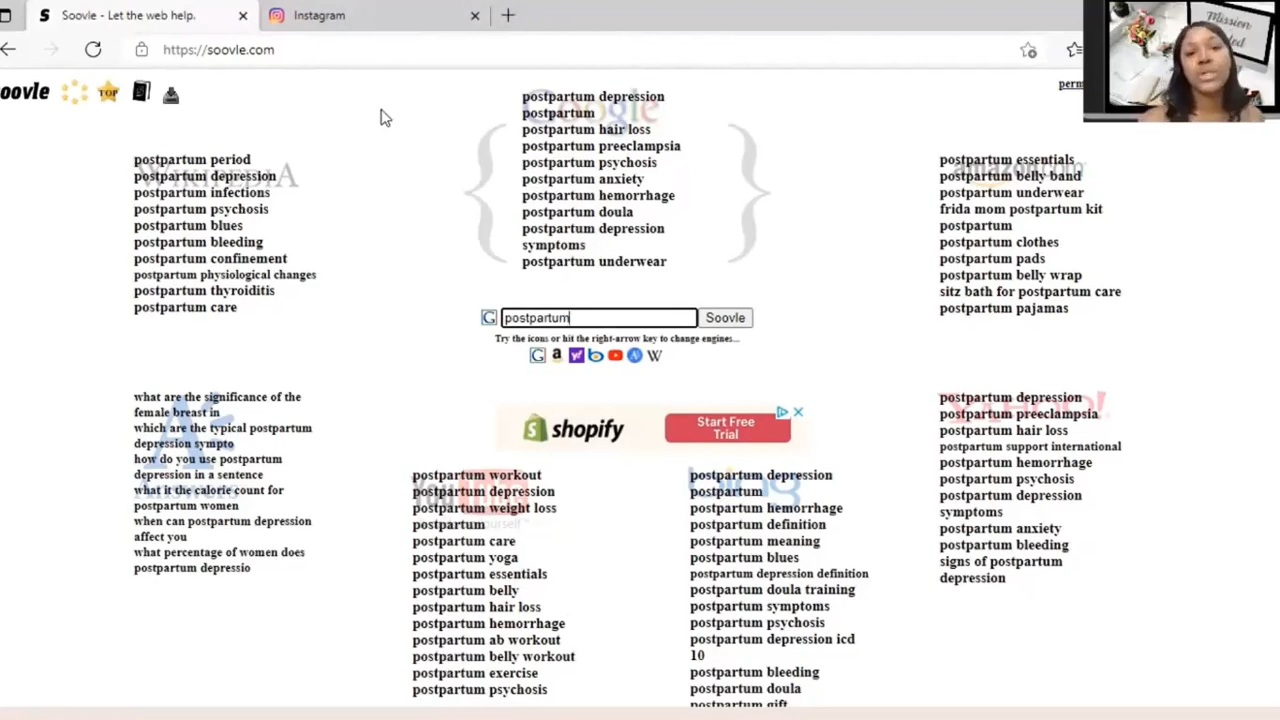 Soovle - Let the web help.
Instagram
https://soovle.com
oovle
TOP
perm
Mission
postpartum depression
postpartum
postpartum hair loss
postpartum preeclampsia
postpartum psychosis
postpartum anxiety
postpartum hemorrhage
postpartum doula
postpartum depression
symptoms
postpartum underwear
Google
postpartum period
postpartum depression
postpartum infections
postpartum psychosis
postpartum blues
postpartum bleeding
postpartum confinement
postpartum physiological changes
postpartum thyroiditis
postpartum care
WIKIPEDIA
postpartum essentials
postpartum belly band
postpartum underwear
frida mom postpartum kit
postpartum
postpartum clothes
postpartum pads
postpartum belly wrap
sitz bath for postpartum care
postpartum pajamas
amazon.com
G postpartum Soovle
Try the icons or hit the right-arrow key to change engines...
G a y! b A W
shopify
Start Free
Trial
what are the significance of the
female breast in
which are the typical postpartum
depression sympto
how do you use postpartum
depression in a sentence
what it the calorie count for
postpartum women
when can postpartum depression
affect you
what percentage of women does
postpartum depressio
Answers
postpartum workout
postpartum depression
postpartum weight loss
postpartum
postpartum care
postpartum yoga
postpartum essentials
postpartum belly
postpartum hair loss
postpartum hemorrhage
postpartum ab workout
postpartum belly workout
postpartum exercise
postpartum psychosis
YouTube
postpartum depression
postpartum
postpartum hemorrhage
postpartum definition
postpartum meaning
postpartum blues
postpartum depression definition
postpartum doula training
postpartum symptoms
postpartum psychosis
postpartum depression icd
10
postpartum bleeding
postpartum doula
postpartum gift
bing
postpartum depression
postpartum preeclampsia
postpartum hair loss
postpartum support international
postpartum hemorrhage
postpartum psychosis
postpartum depression
symptoms
postpartum anxiety
postpartum bleeding
signs of postpartum
depression
YAHOO!